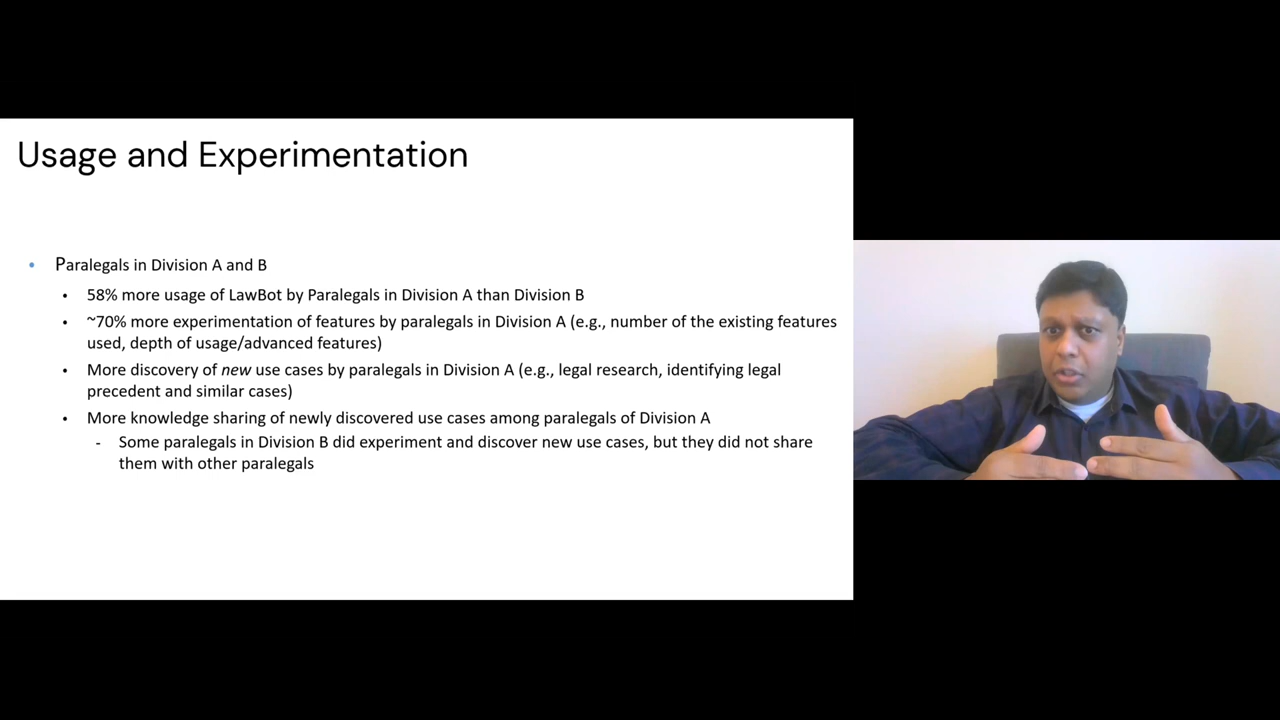 Usage and Experimentation
• Paralegals in Division A and B
• 58% more usage of LawBot by Paralegals in Division A than Division B
• ~70% more experimentation of features by paralegals in Division A (e.g., number of the existing features
used, depth of usage/advanced features)
• More discovery of new use cases by paralegals in Division A (e.g., legal research, identifying legal
precedent and similar cases)
• More knowledge sharing of newly discovered use cases among paralegals of Division A
- Some paralegals in Division B did experiment and discover new use cases, but they did not share
them with other paralegals